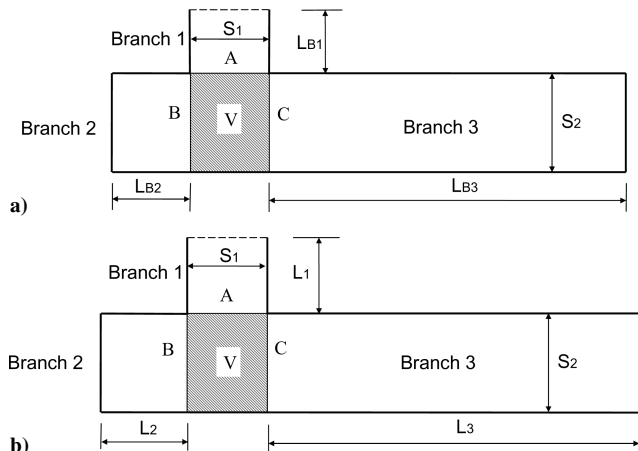 Branch 1
S1
LB1
A
B
V
C
Branch 2
Branch 3
S2
LB2
LB3
a)
Branch 1
S1
L1
A
B
V
C
Branch 2
Branch 3
S2
L2
L3
b)